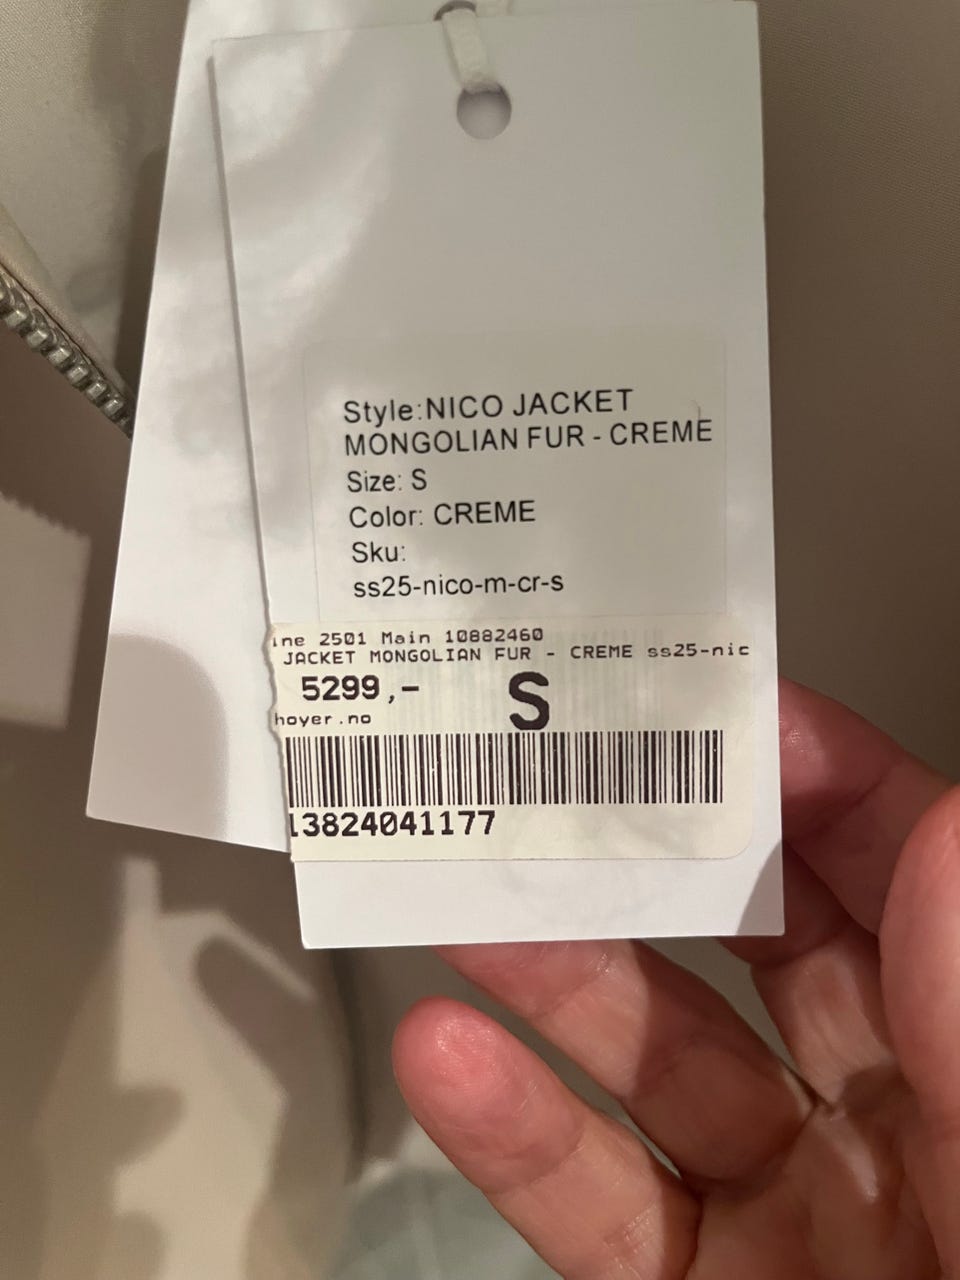 Style:NICO JACKET
MONGOLIAN FUR - CREME
Size: S
Color: CREME
Sku:
ss25-nico-m-cr-s
2501 Main 10882460
JACKET MONGOLIAN FUR - CREME ss25-nic
5299,- S
hoyer.no
13824041177